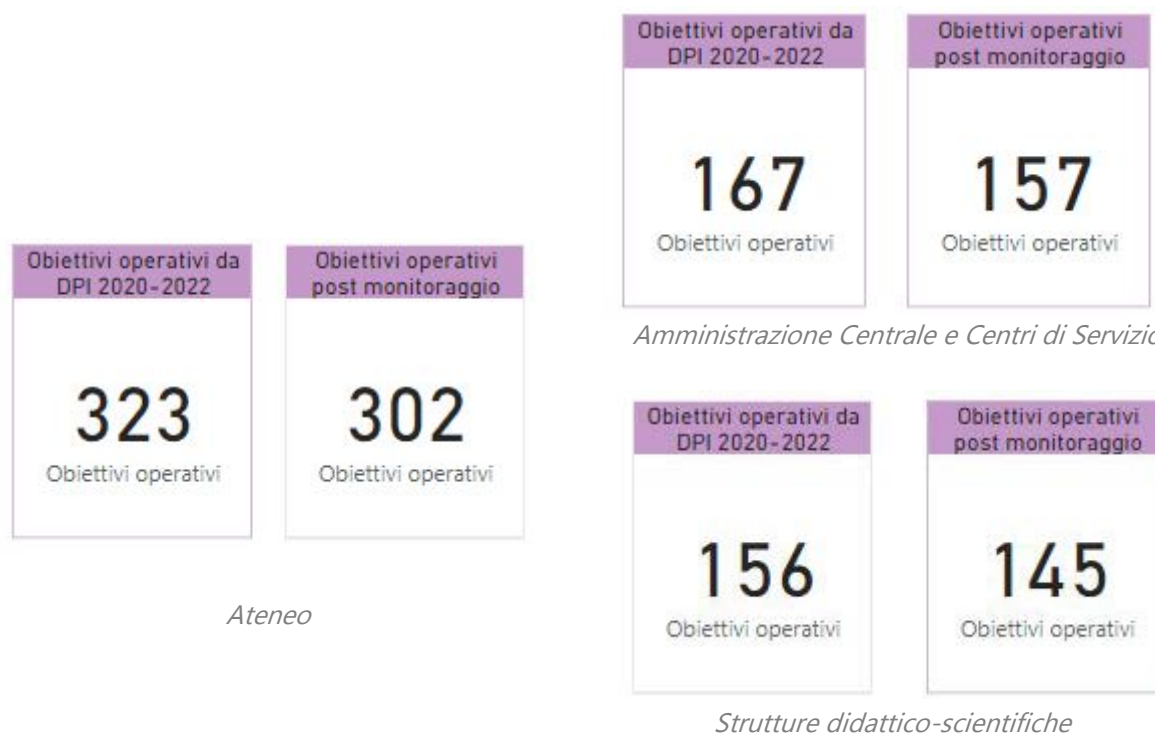 Obiettivi operativi da
DPI 2020-2022
323
Obiettivi operativi
Obiettivi operativi
post monitoraggio
302
Obiettivi operativi
Ateneo
Obiettivi operativi da
DPI 2020-2022
167
Obiettivi operativi
Obiettivi operativi
post monitoraggio
157
Obiettivi operativi
Amministrazione Centrale e Centri di Servizio
Obiettivi operativi da
DPI 2020-2022
156
Obiettivi operativi
Obiettivi operativi
post monitoraggio
145
Obiettivi operativi
Strutture didattico-scientifiche